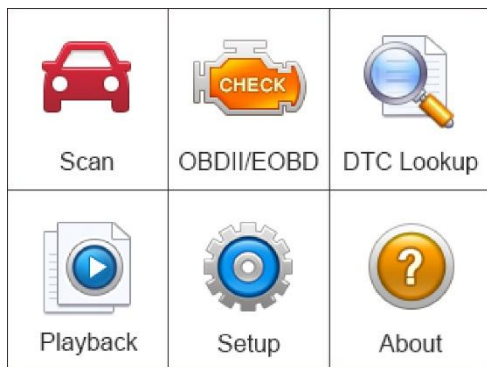 CHECK
Scan
OBDII/EOBD
DTC Lookup
?
Playback
Setup
About